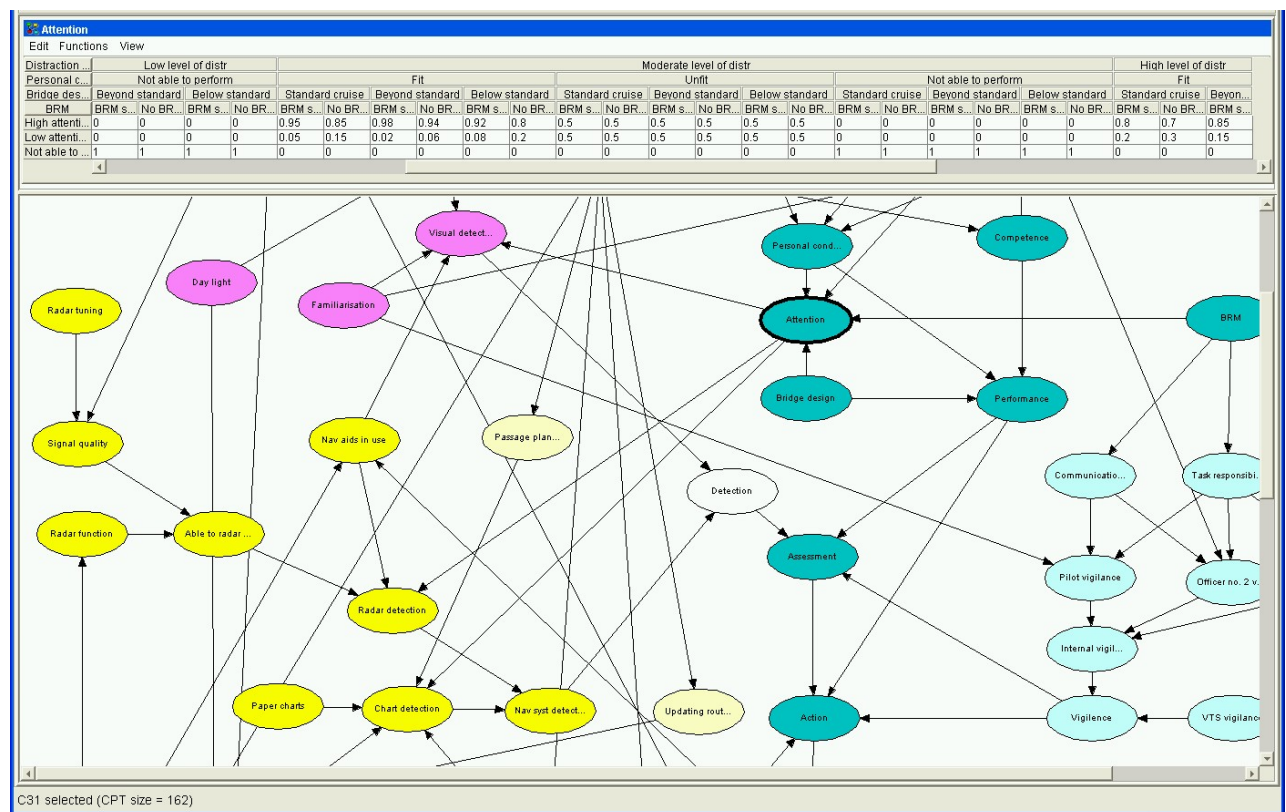 Attention
Edit Functions View
Distraction ... Low level of distr Moderate level of distr High level of distr
Personal c... Not able to perform Fit Unfit Not able to perform Fit
Bridge des... Beyond standard Below standard Standard cruise Beyond standard Below standard Standard cruise Beyond standard Below standard Standard cruise Beyond standard Below standard Standard cruise Beyon...
BRM BRM s... No BR... BRM s... No BR... BRM s... No BR... BRM s... No BR... BRM s... No BR... BRM s... No BR... BRM s... No BR... BRM s... No BR... BRM s... No BR... BRM s... No BR... BRM s... No BR... BRM s... No BR... BRM s...
High attenti... 0 0 0 0 0.95 0.85 0.98 0.94 0.92 0.8 0.5 0.5 0.5 0.5 0.5 0.5 0 0 0 0 0 0 0.8 0.7 0.85
Low attenti... 0 0 0 0 0.05 0.15 0.02 0.06 0.08 0.2 0.5 0.5 0.5 0.5 0.5 0.5 0 0 0 0 0 0 0.2 0.3 0.15
Not able to ... 1 1 1 1 0 0 0 0 0 0 0 0 0 0 0 0 1 1 1 1 1 1 0 0 0
Visual detect...
Personal cond...
Competence
Day light
Familiarisation
Radar tuning
Attention
BRM
Bridge design
Performance
Signal quality
Nav aids in use
Passage plan...
Detection
Communicatio...
Task responsibi...
Radar function
Able to radar ...
Assessment
Pilot vigilance
Officer no. 2 v...
Radar detection
Internal vigil...
Paper charts
Chart detection
Nav syst detect...
Updating rout...
Action
Vigilence
VTS vigilance
C31 selected (CPT size = 162)